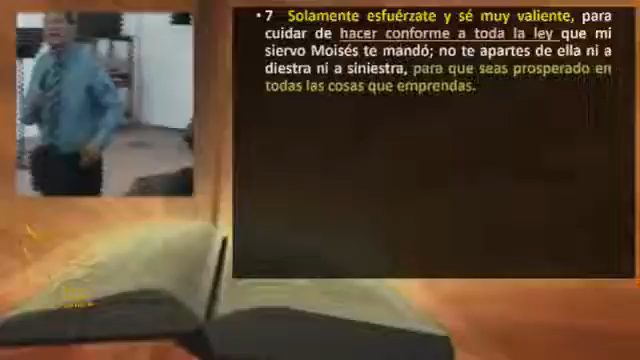 • 7 Solamente esfuérzate y sé muy valiente, para
cuidar de hacer conforme a toda la ley que mi
siervo Moisés te mandó; no te apartes de ella ni a
diestra ni a siniestra, para que seas prosperado en
todas las cosas que emprendas.